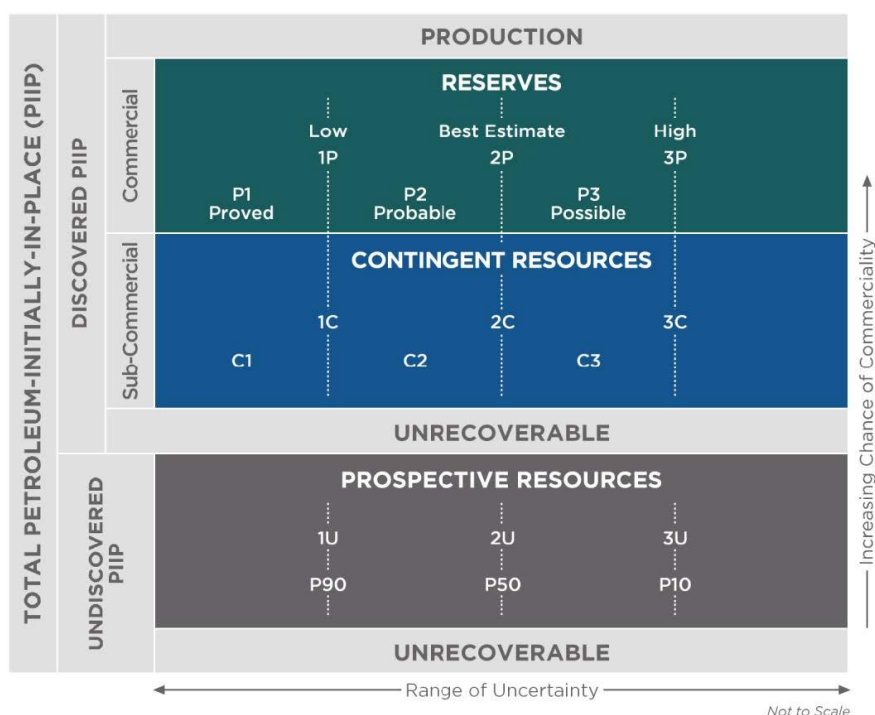 TOTAL PETROLEUM-INITIALLY-IN-PLACE (PIIP)
DISCOVERED PIIP
UNDISCOVERED
PIIP
Commercial
Sub-Commercial
PRODUCTION
RESERVES
Low Best Estimate High
1P 2P 3P
P1 P2 P3
Proved Probable Possible
CONTINGENT RESOURCES
1C 2C 3C
C1 C2 C3
UNRECOVERABLE
PROSPECTIVE RESOURCES
1U 2U 3U
P90 P50 P10
UNRECOVERABLE
Increasing Chance of Commerciality
Range of Uncertainty
Not to Scale